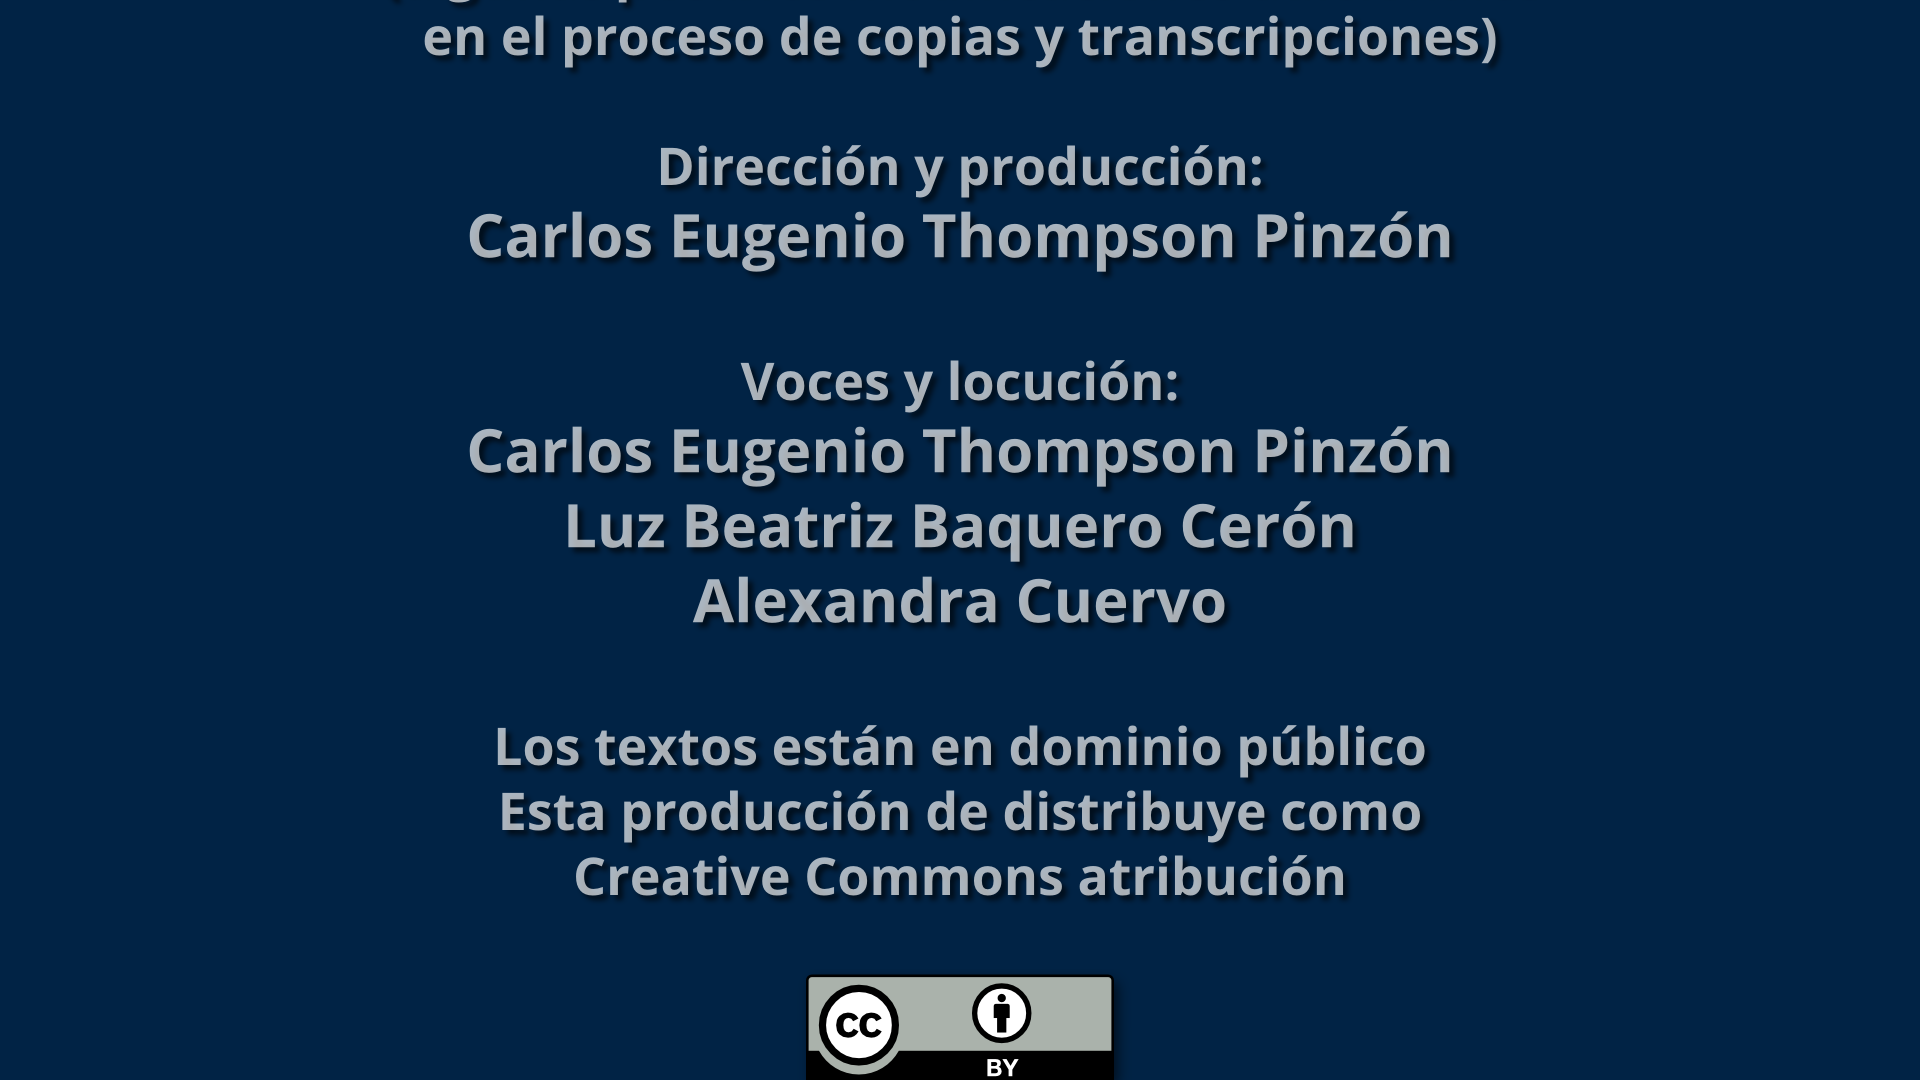 en el proceso de copias y transcripciones)
Dirección y producción:
Carlos Eugenio Thompson Pinzón
Voces y locución:
Carlos Eugenio Thompson Pinzón
Luz Beatriz Baquero Cerón
Alexandra Cuervo
Los textos están en dominio público
Esta producción de distribuye como
Creative Commons atribución
cc
BY